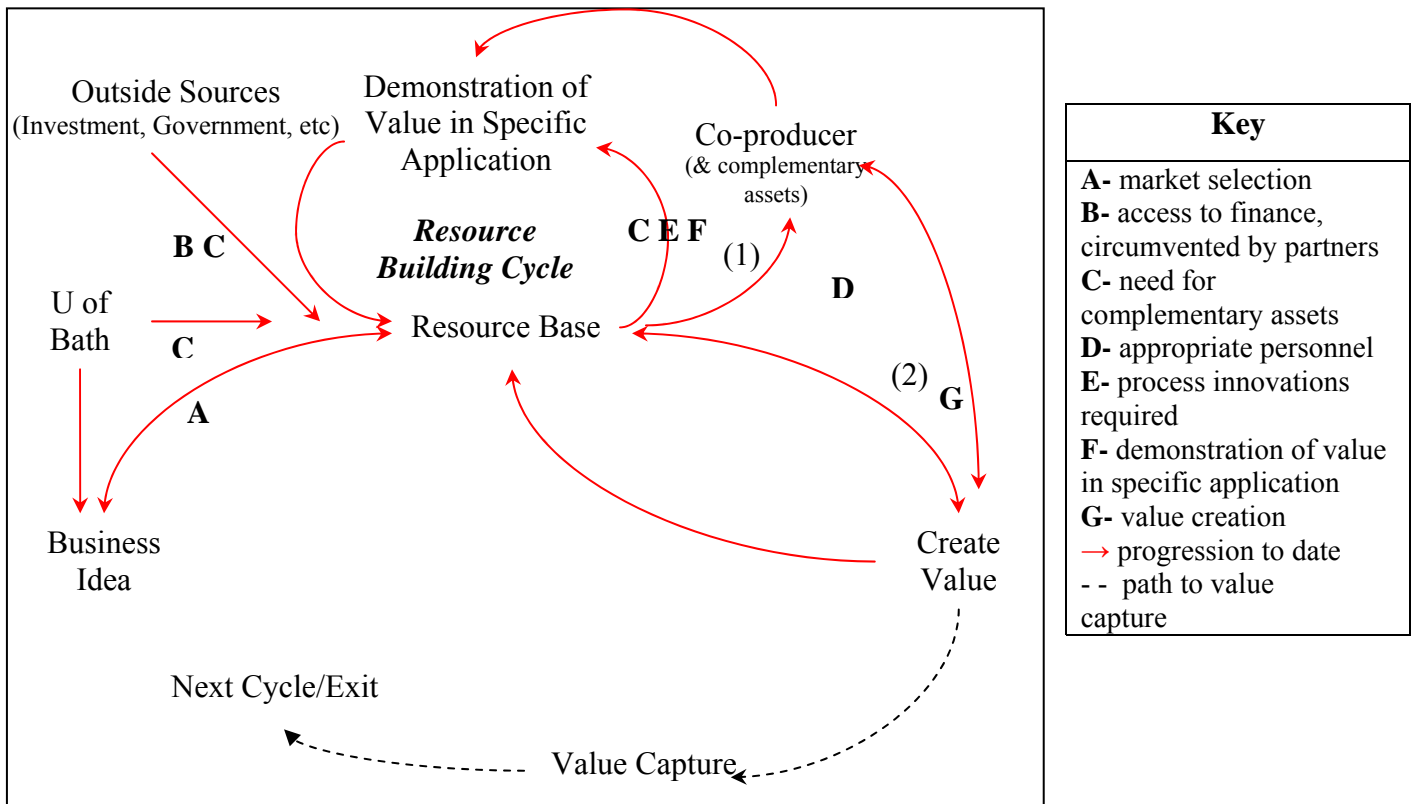 Outside Sources
(Investment, Government, etc)
Demonstration of
Value in Specific
Application
Co-producer
(& complementary
assets)
B C
Resource
Building Cycle
C E F
(1)
D
U of
Bath
C
Resource Base
A
(2)
G
Business
Idea
Create
Value
Next Cycle/Exit
Value Capture
Key
A- market selection
B- access to finance,
circumvented by partners
C- need for
complementary assets
D- appropriate personnel
E- process innovations
required
F- demonstration of value
in specific application
G- value creation
→ progression to date
- - path to value
capture